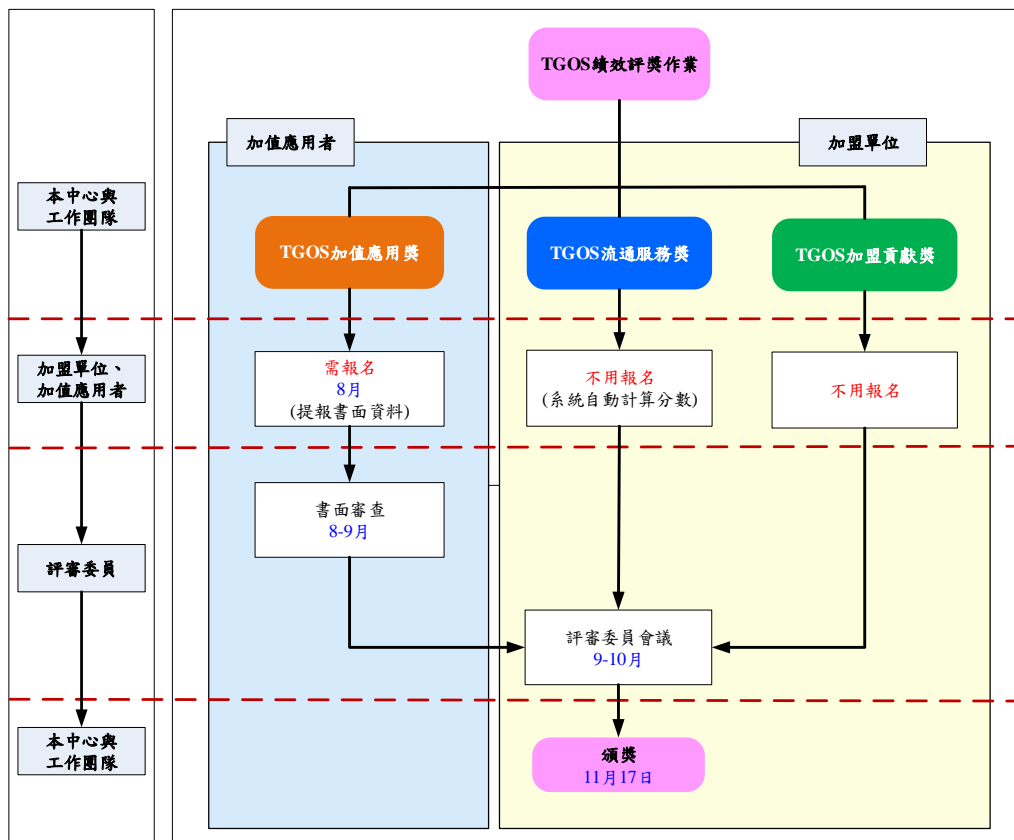 TGOS績效評獎作業
加值應用者
加盟單位
本中心與
工作團隊
TGOS加值應用獎
TGOS流通服務獎
TGOS加盟貢獻獎
加盟單位、
加值應用者
需報名
8月
(提報書面資料)
不用報名
(系統自動計算分數)
不用報名
書面審查
8-9月
評審委員
評審委員會議
9-10月
本中心與
工作團隊
頒獎
11月17日